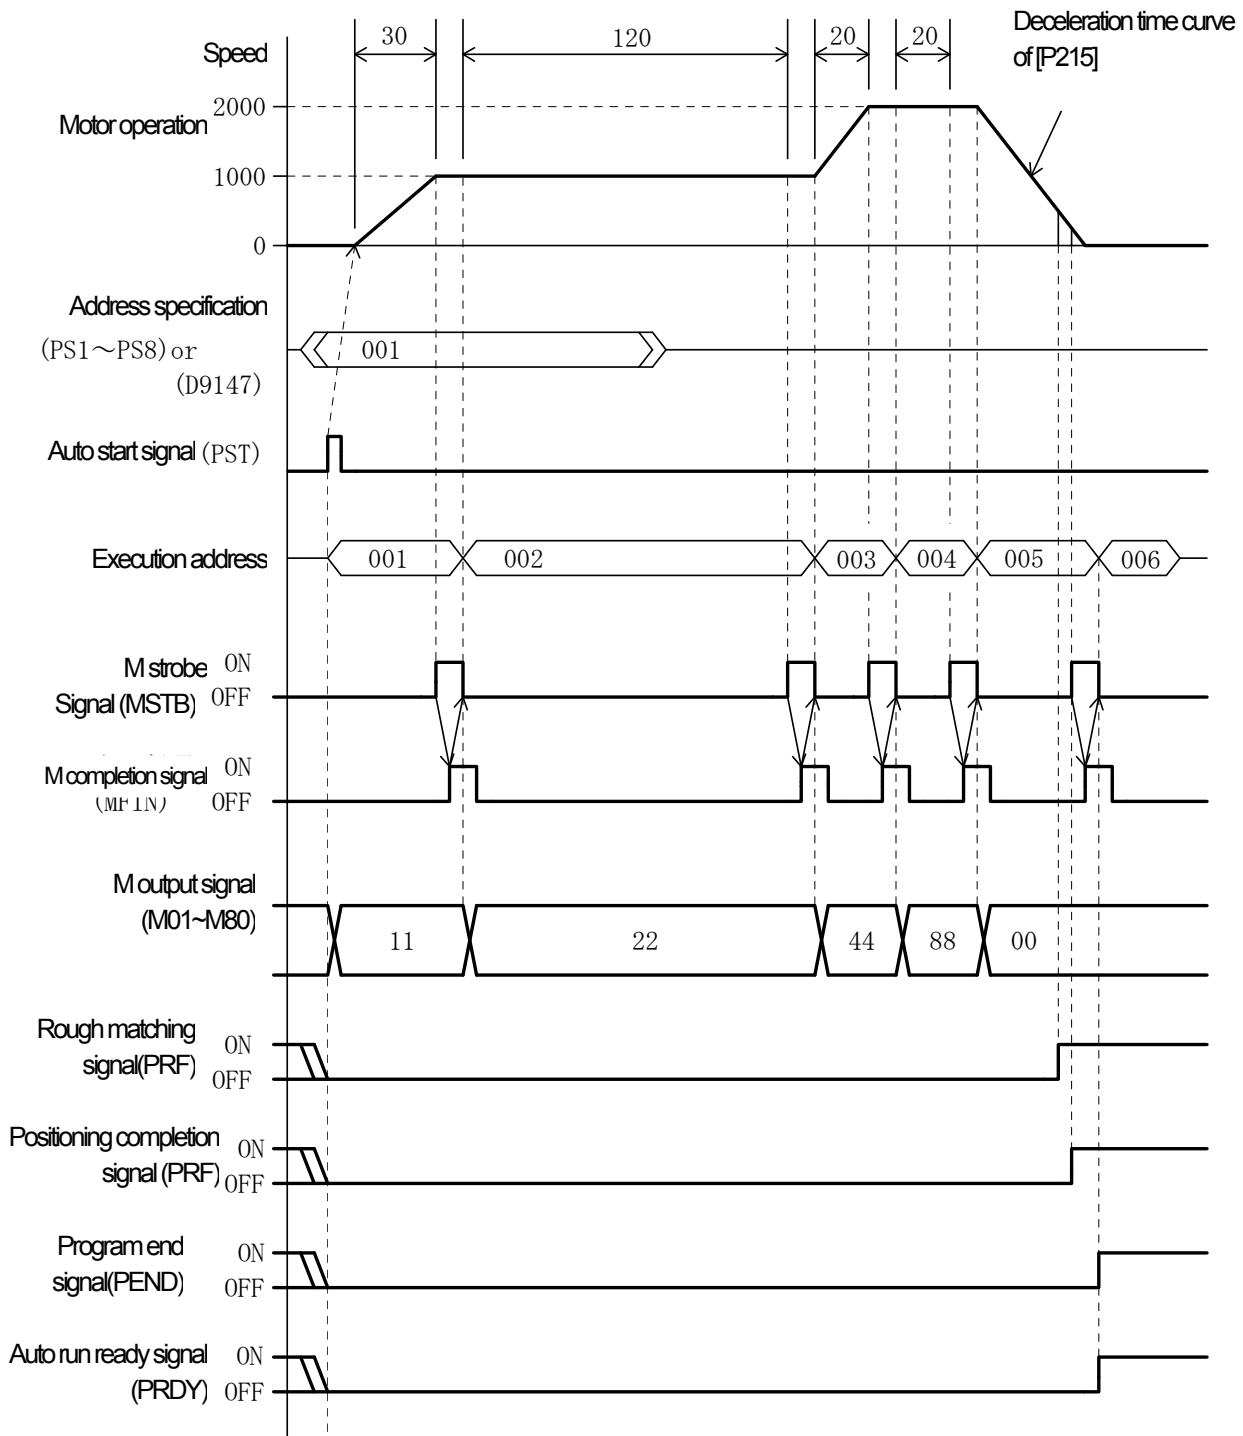 Deceleration time curve
of [P215]
30
120
20
20
Speed
2000
Motor operation
1000
0
Address specification
(PS1～PS8) or
(D9147)
001
Auto start signal (PST)
Execution address
001
002
003
004
005
006
M strobe
Signal (MSTB)
ON
OFF
M completion signal
(MFIN)
ON
OFF
M output signal
(M01~M80)
11
22
44
88
00
Rough matching
signal(PRF)
ON
OFF
Positioning completion
signal (PRF)
ON
OFF
Program end
signal(PEND)
ON
OFF
Auto run ready signal
(PRDY)
ON
OFF